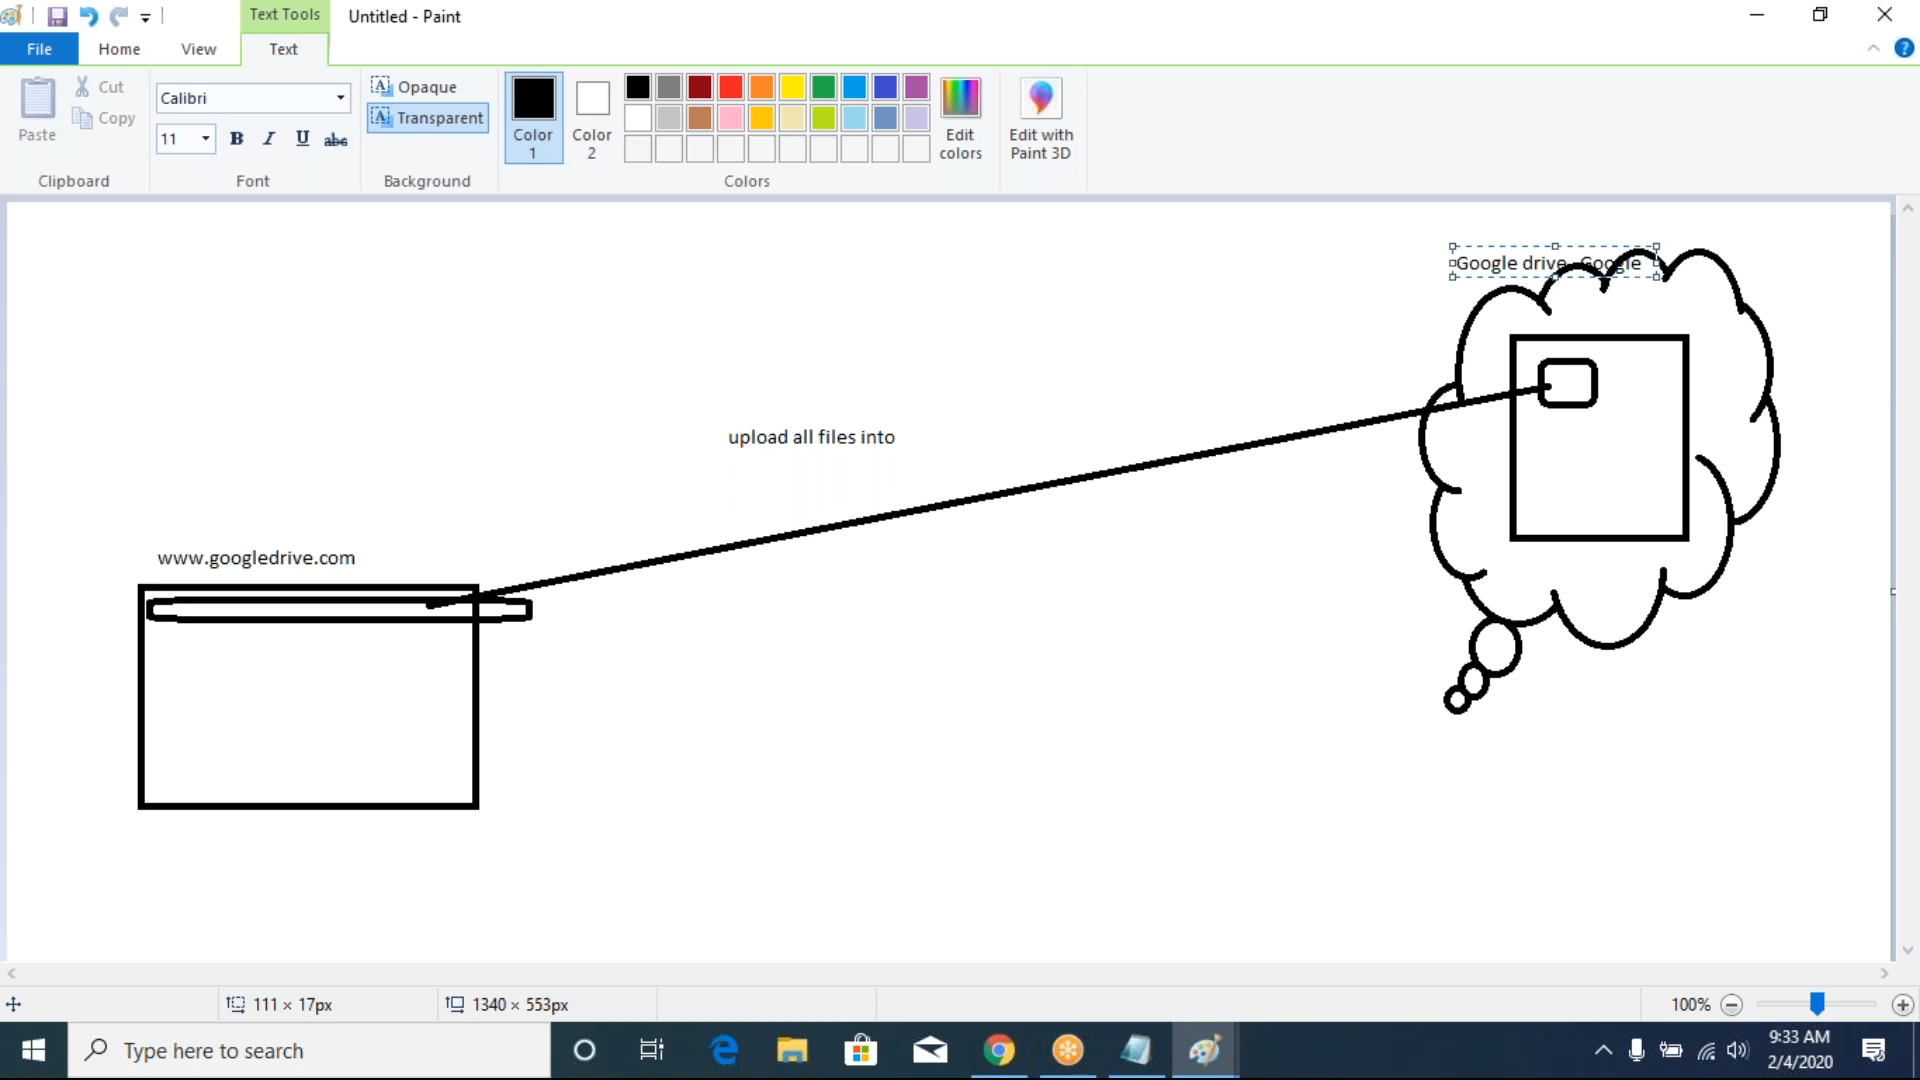 Text Tools
Untitled - Paint
File
Home
View
Text
Paste
Cut
Copy
Clipboard
Calibri
11
B
I
U
abc
Font
A Opaque
A Transparent
Background
Color 1
Color 2
Edit colors
Colors
Edit with Paint 3D
Google drive - Google
upload all files into
www.googledrive.com
111 × 17px
1340 × 553px
100%
Type here to search
9:33 AM
2/4/2020